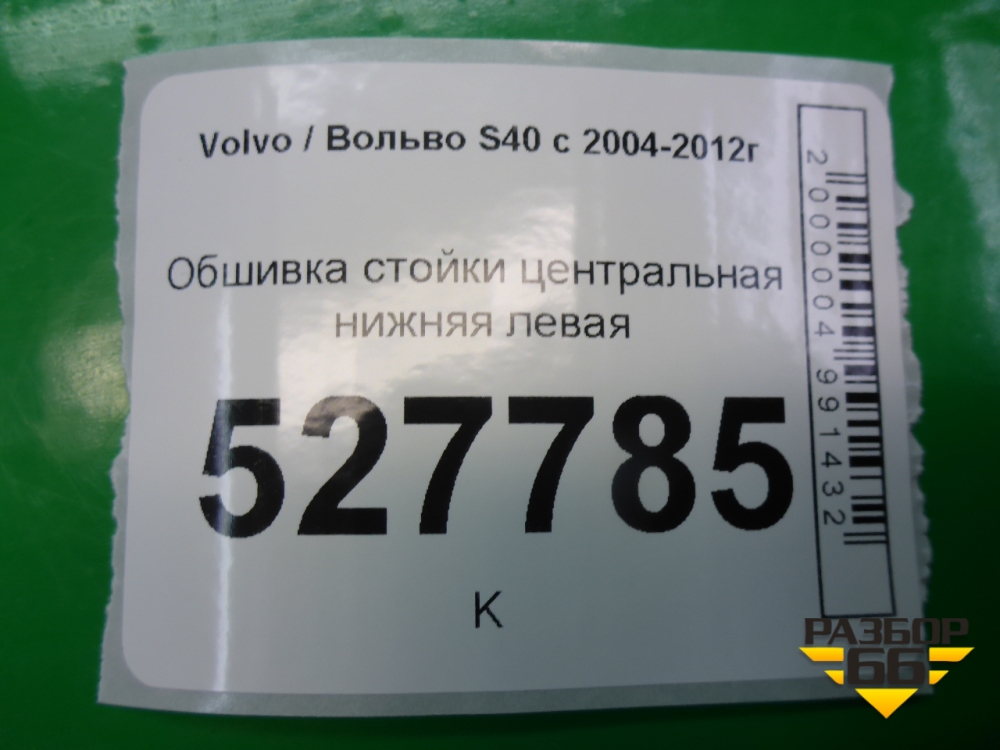 Volvo / Вольво S40 с 2004-2012г
Обшивка стойки центральная
нижняя левая
527785
К
2000004991432
РАЗБОР
66